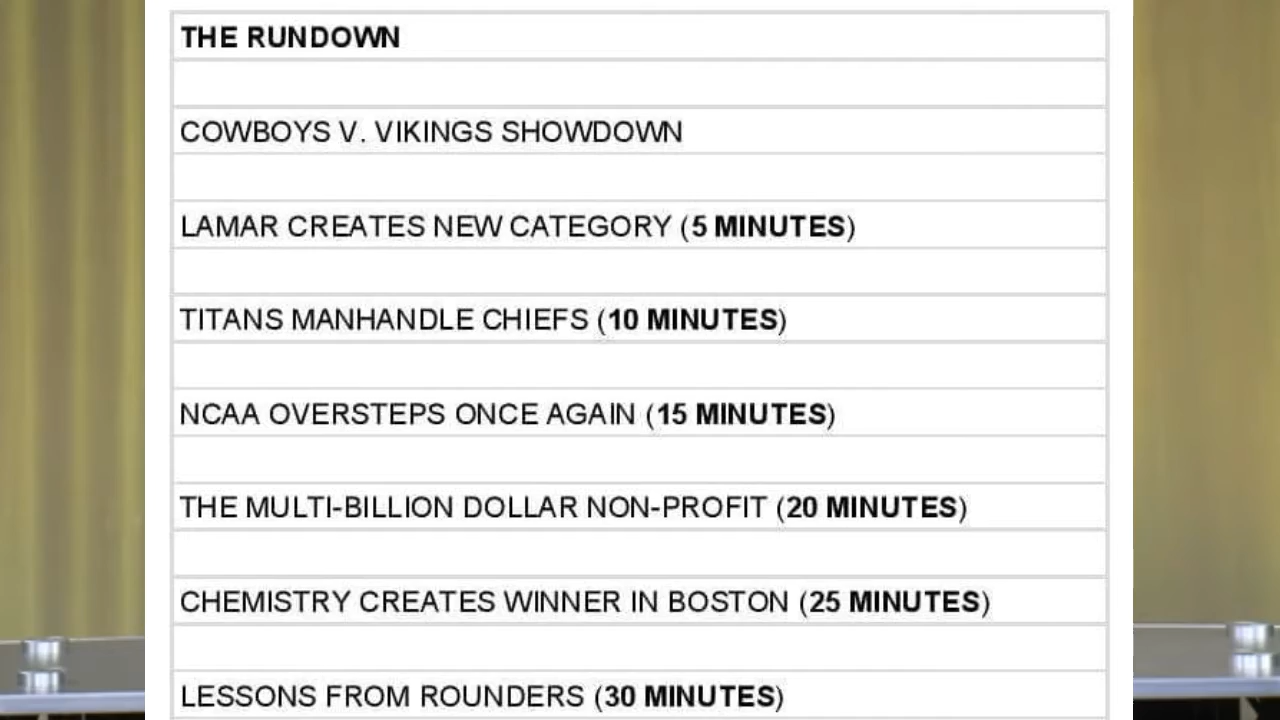 THE RUNDOWN
COWBOYS V. VIKINGS SHOWDOWN
LAMAR CREATES NEW CATEGORY (5 MINUTES)
TITANS MANHANDLE CHIEFS (10 MINUTES)
NCAA OVERSTEPS ONCE AGAIN (15 MINUTES)
THE MULTI-BILLION DOLLAR NON-PROFIT (20 MINUTES)
CHEMISTRY CREATES WINNER IN BOSTON (25 MINUTES)
LESSONS FROM ROUNDERS (30 MINUTES)